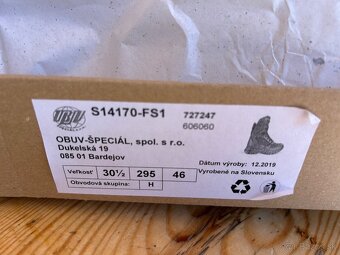 OBUV
S14170-FS1
727247
606060
OBUV-ŠPECIÁL, spol. s r.o.
Dukelská 19
085 01 Bardejov
Dátum výroby: 12.2019
Vyrobené na Slovensku
Veľkosť 30½ 295 46
Obvodová skupina: H